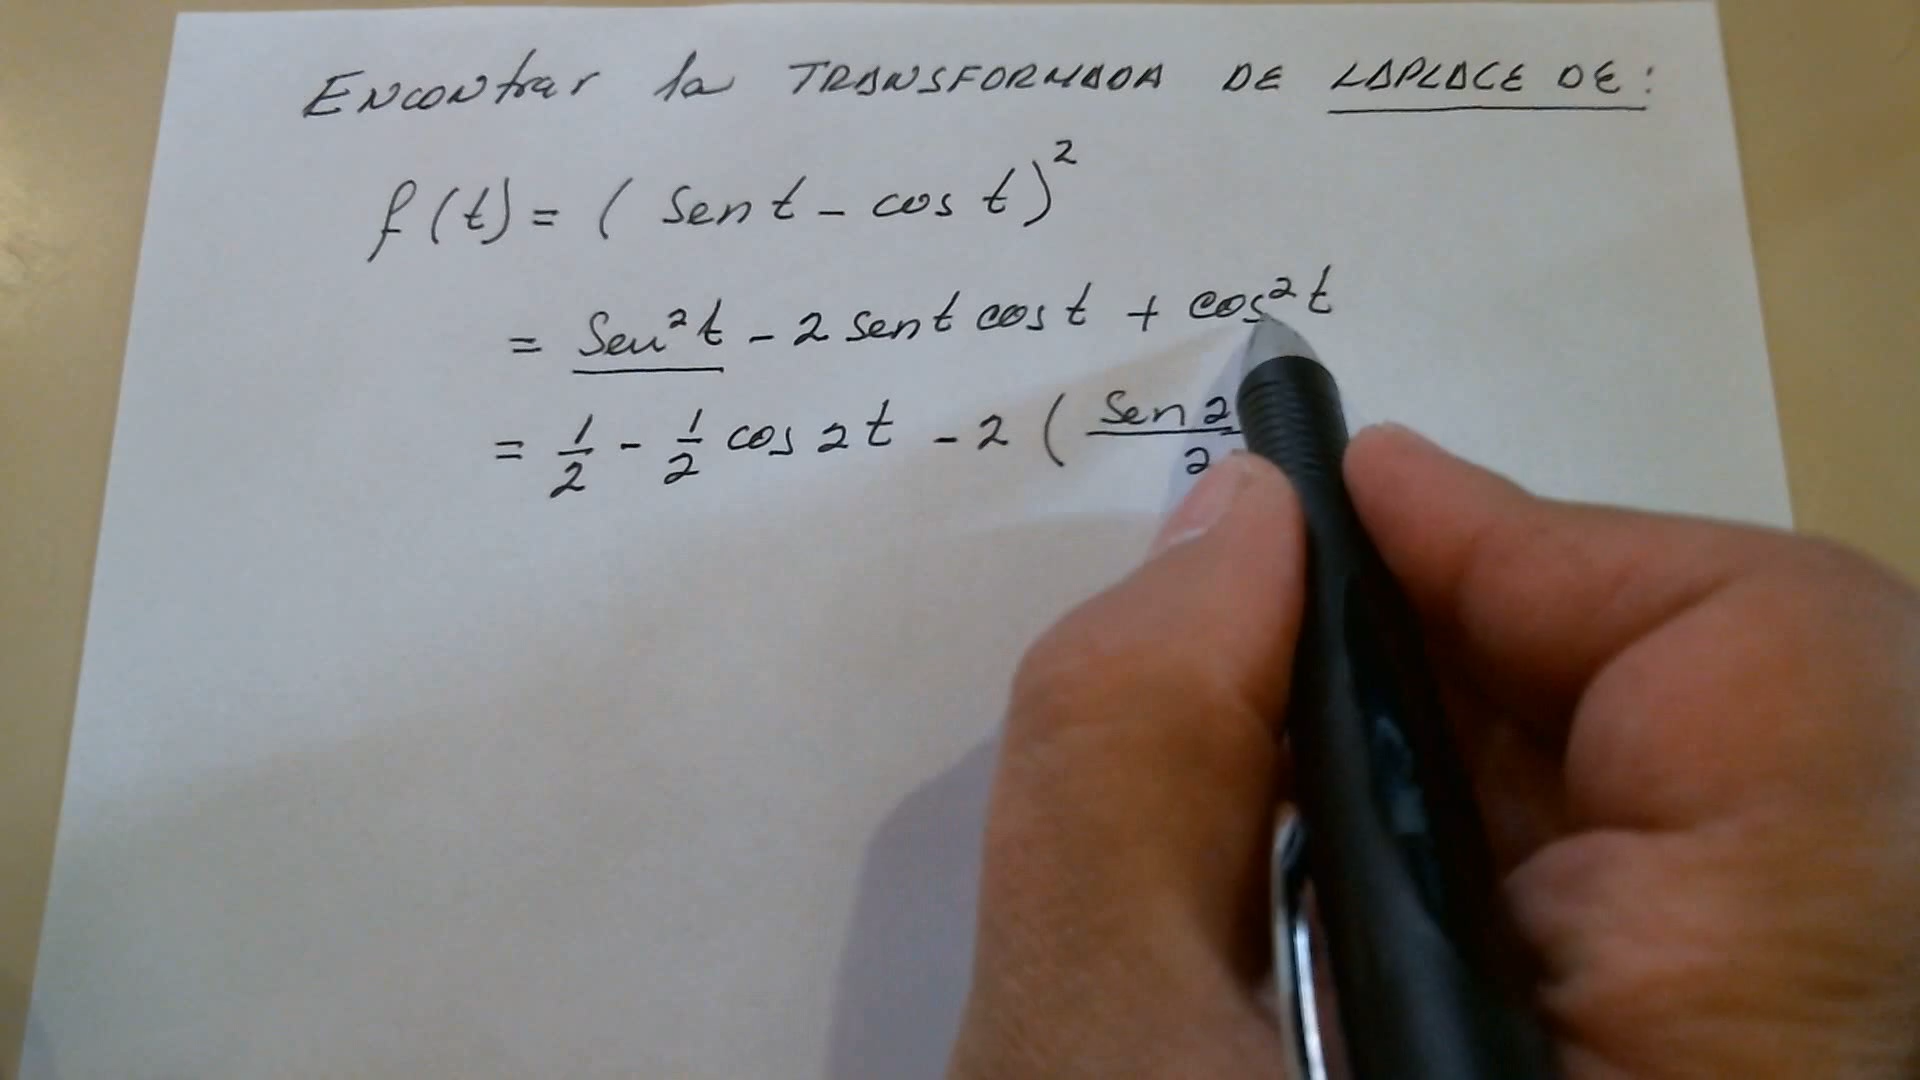 Encontrar la TRANSFORMADA DE LAPLACE DE:
f(t) = (sen t - cos t)²
= Sen²t - 2 sen t cos t + cos²t
= 1/2 - 1/2 cos 2t - 2 ( sen 2 / 2